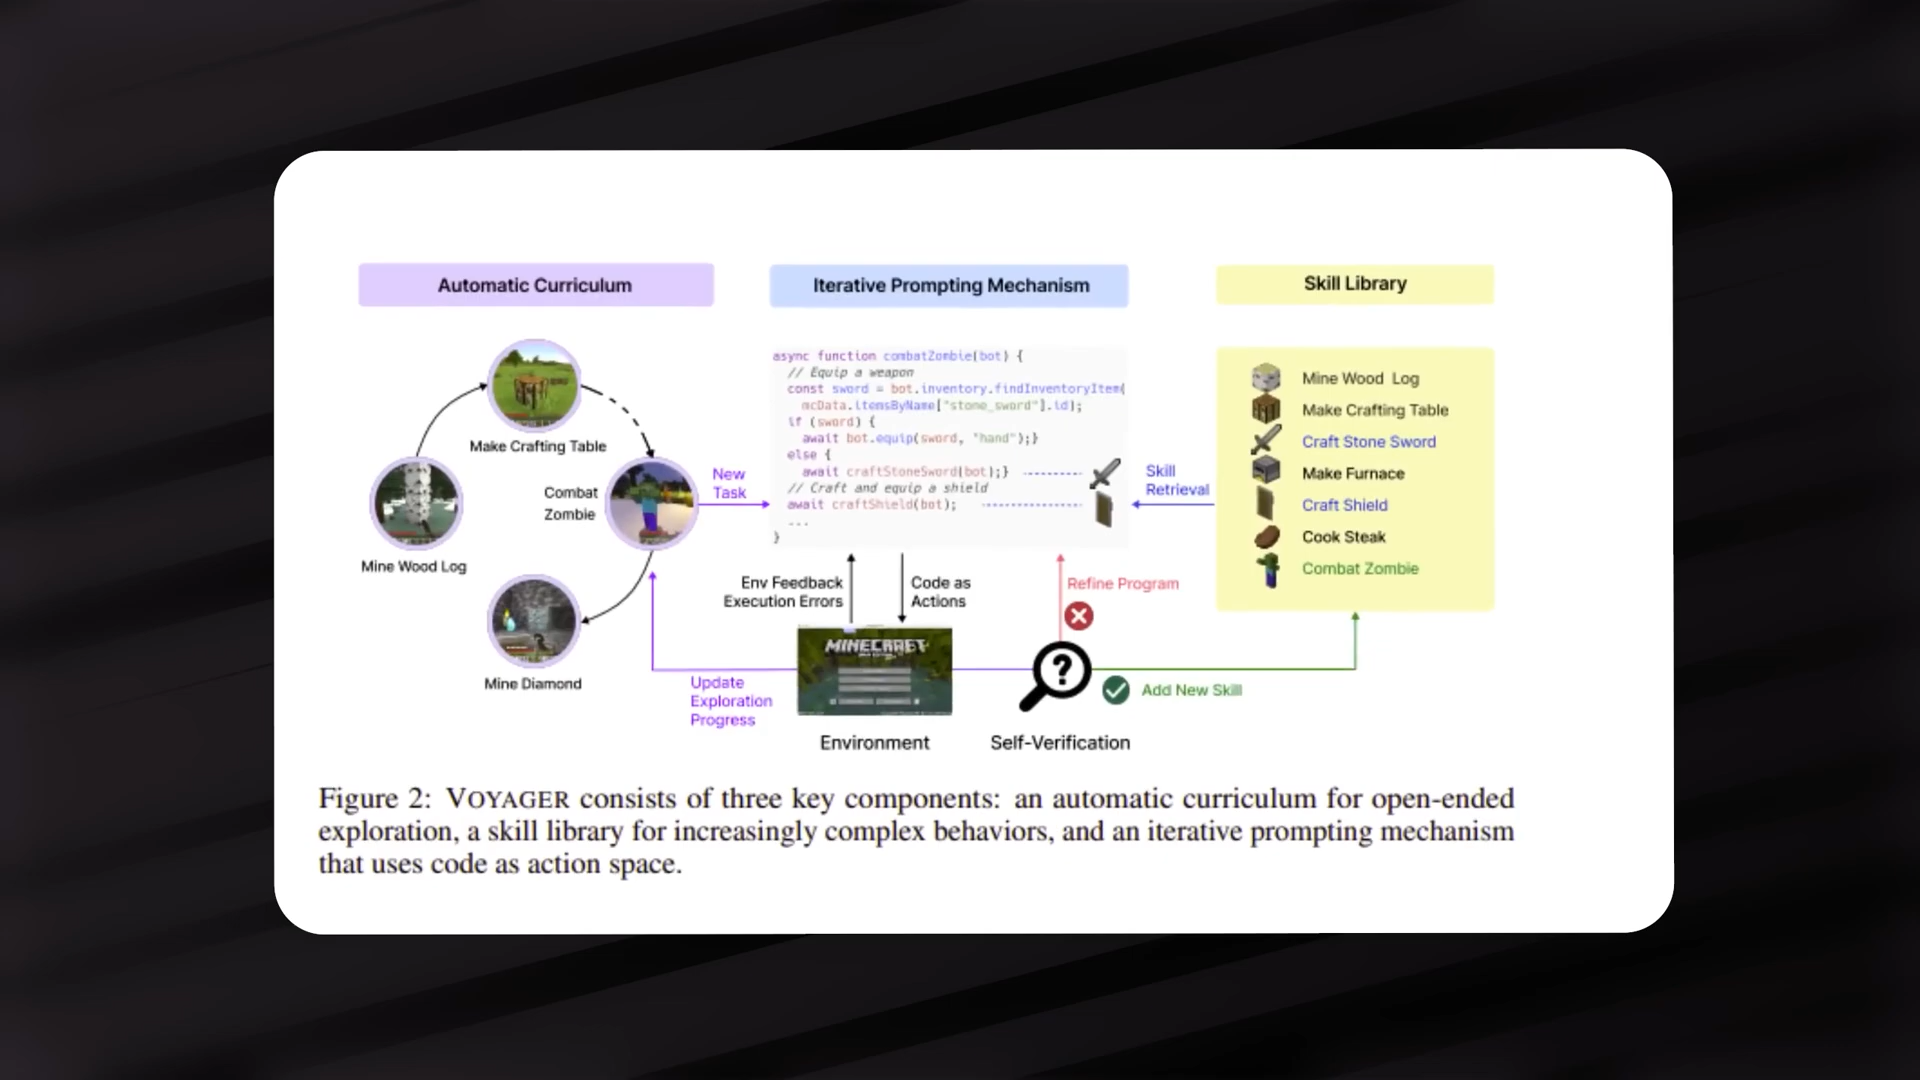 Automatic Curriculum
Make Crafting Table
Combat
Zombie
Mine Wood Log
Mine Diamond
New
Task
Update
Exploration
Progress
Iterative Prompting Mechanism
async function combatZombie(bot) {
// Equip a weapon
const sword = bot.inventory.findInventoryItem(
mcData.itemsByName["stone_sword"].id);
if (sword) {
await bot.equip(sword, "hand");}
else {
await craftStoneSword(bot);}
// Craft and equip a shield
await craftShield(bot);
...
}
Env Feedback
Execution Errors
Code as
Actions
Refine Program
MINECRAFT
Environment
?
Self-Verification
Add New Skill
Skill
Retrieval
Skill Library
Mine Wood Log
Make Crafting Table
Craft Stone Sword
Make Furnace
Craft Shield
Cook Steak
Combat Zombie
Figure 2: VOYAGER consists of three key components: an automatic curriculum for open-ended
exploration, a skill library for increasingly complex behaviors, and an iterative prompting mechanism
that uses code as action space.